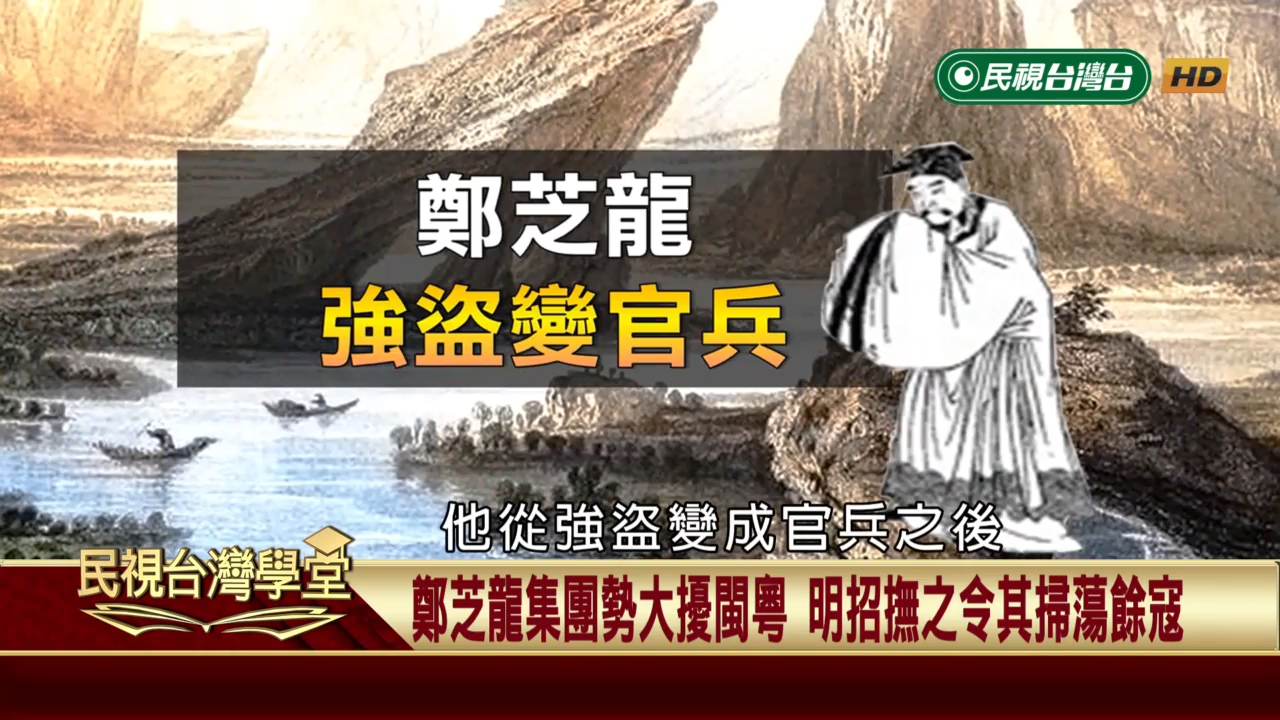 民視台灣台 HD
鄭芝龍
強盜變官兵
他從強盜變成官兵之後
民視台灣學堂
鄭芝龍集團勢大擾閩粵 明招撫之令其掃蕩餘寇